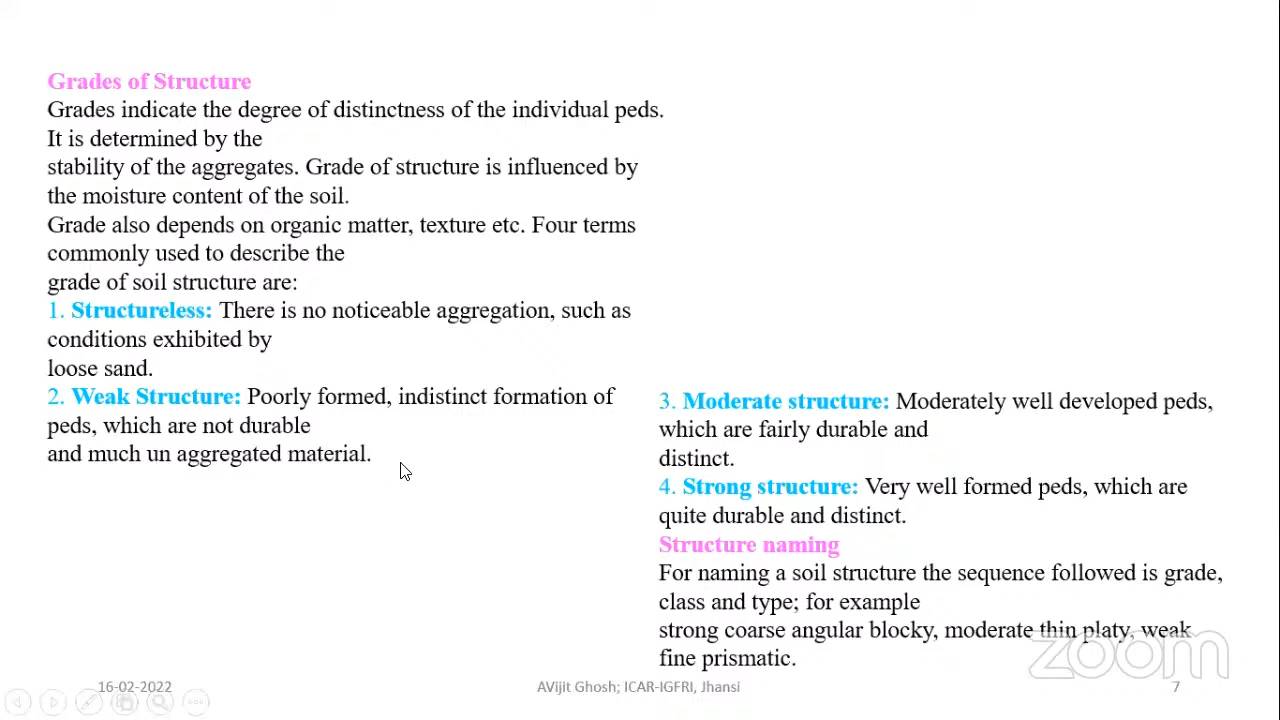 Grades of Structure
Grades indicate the degree of distinctness of the individual peds.
It is determined by the
stability of the aggregates. Grade of structure is influenced by
the moisture content of the soil.
Grade also depends on organic matter, texture etc. Four terms
commonly used to describe the
grade of soil structure are:
1. Structureless: There is no noticeable aggregation, such as
conditions exhibited by
loose sand.
2. Weak Structure: Poorly formed, indistinct formation of
peds, which are not durable
and much un aggregated material.
3. Moderate structure: Moderately well developed peds,
which are fairly durable and
distinct.
4. Strong structure: Very well formed peds, which are
quite durable and distinct.
Structure naming
For naming a soil structure the sequence followed is grade,
class and type; for example
strong coarse angular blocky, moderate thin platy, weak
fine prismatic.
zoom
16-02-2022
AVijit Ghosh; ICAR-IGFRI, Jhansi
7